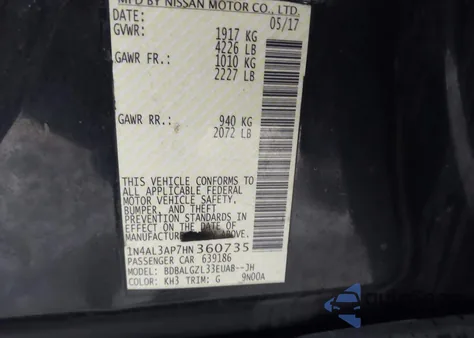 MFD BY NISSAN MOTOR CO., LTD.
DATE: 05/17
GVWR: 1917 KG
4226 LB
GAWR FR.: 1010 KG
2227 LB
GAWR RR.: 940 KG
2072 LB
THIS VEHICLE CONFORMS TO
ALL APPLICABLE FEDERAL
MOTOR VEHICLE SAFETY,
BUMPER, AND THEFT
PREVENTION STANDARDS IN
EFFECT ON THE DATE OF
MANUFACTURE
1N4AL3AP7HN360735
PASSENGER CAR 639186
MODEL: BDBALGZL33EUA8--JH
COLOR: KH3 TRIM: G 9N00A